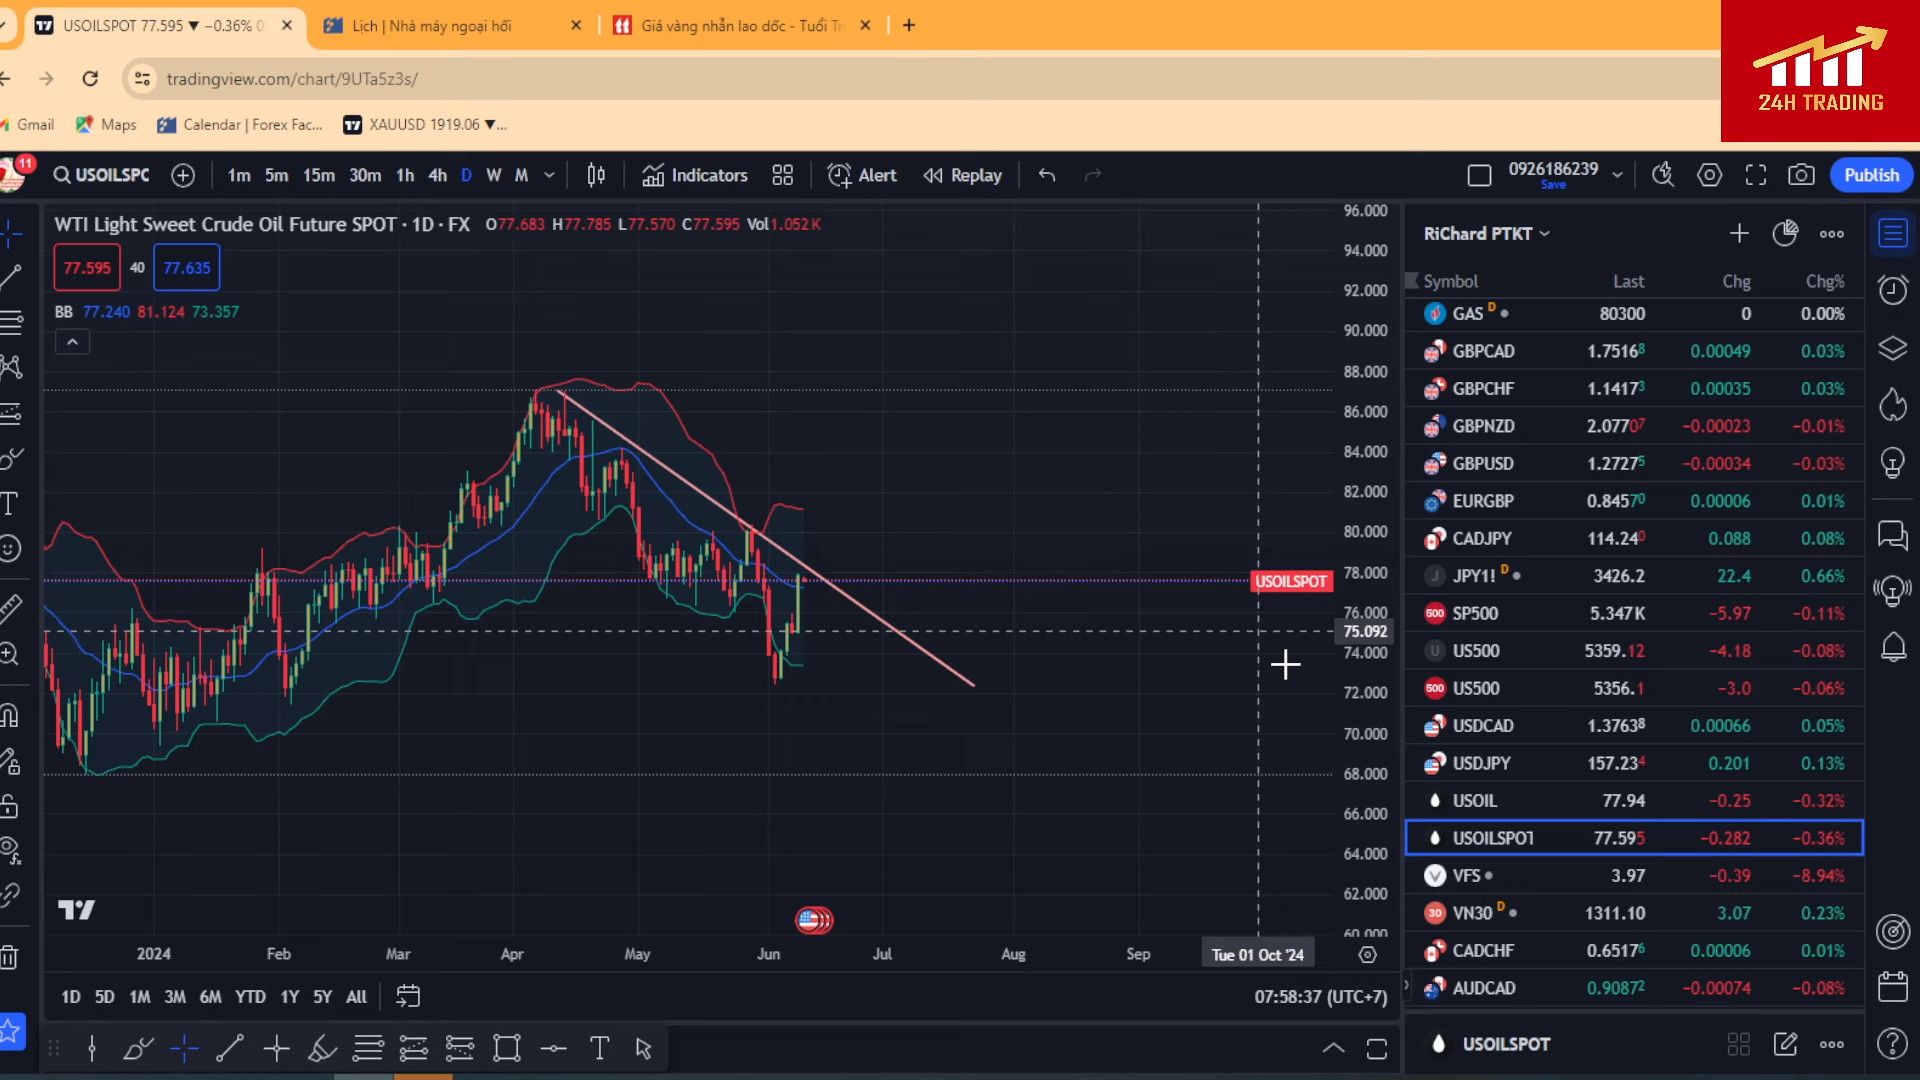 USOILSPOT 77.595 ▼ −0.36%
Lịch | Nhà máy ngoại hối
Giá vàng nhẫn lao dốc - Tuổi
24H TRADING
tradingview.com/chart/9UTa5z3s/
Gmail
Maps
Calendar | Forex Fac...
XAUUSD 1919.06 ▼...
11
USOILSPC
1m 5m 15m 30m 1h 4h D W M
Indicators
Alert
Replay
0926186239
Save
Publish
WTI Light Sweet Crude Oil Future SPOT · 1D · FX O77.683 H77.785 L77.570 C77.595 Vol1.052K
77.595 40 77.635
BB 77.240 81.124 73.357
96.000
94.000
92.000
90.000
88.000
86.000
84.000
82.000
80.000
78.000
USOILSPOT
76.000
75.092
74.000
72.000
70.000
68.000
66.000
64.000
62.000
60.000
2024 Feb Mar Apr May Jun Jul Aug Sep Tue 01 Oct '24
1D 5D 1M 3M 6M YTD 1Y 5Y All
07:58:37 (UTC+7)
RiChard PTKT
Symbol Last Chg Chg%
GAS D 80300 0 0.00%
GBPCAD 1.75168 0.00049 0.03%
GBPCHF 1.14173 0.00035 0.03%
GBPNZD 2.07707 −0.00023 −0.01%
GBPUSD 1.27275 −0.00034 −0.03%
EURGBP 0.84570 0.00006 0.01%
CADJPY 114.240 0.088 0.08%
J JPY1! D 3426.2 22.4 0.66%
500 SP500 5.347K −5.97 −0.11%
U US500 5359.12 −4.18 −0.08%
500 US500 5356.1 −3.0 −0.06%
USDCAD 1.37638 0.00066 0.05%
USDJPY 157.234 0.201 0.13%
USOIL 77.94 −0.25 −0.32%
USOILSPOT 77.595 −0.282 −0.36%
VFS 3.97 −0.39 −8.94%
30 VN30 D 1311.10 3.07 0.23%
CADCHF 0.65176 0.00006 0.01%
AUDCAD 0.90872 −0.00074 −0.08%
USOILSPOT